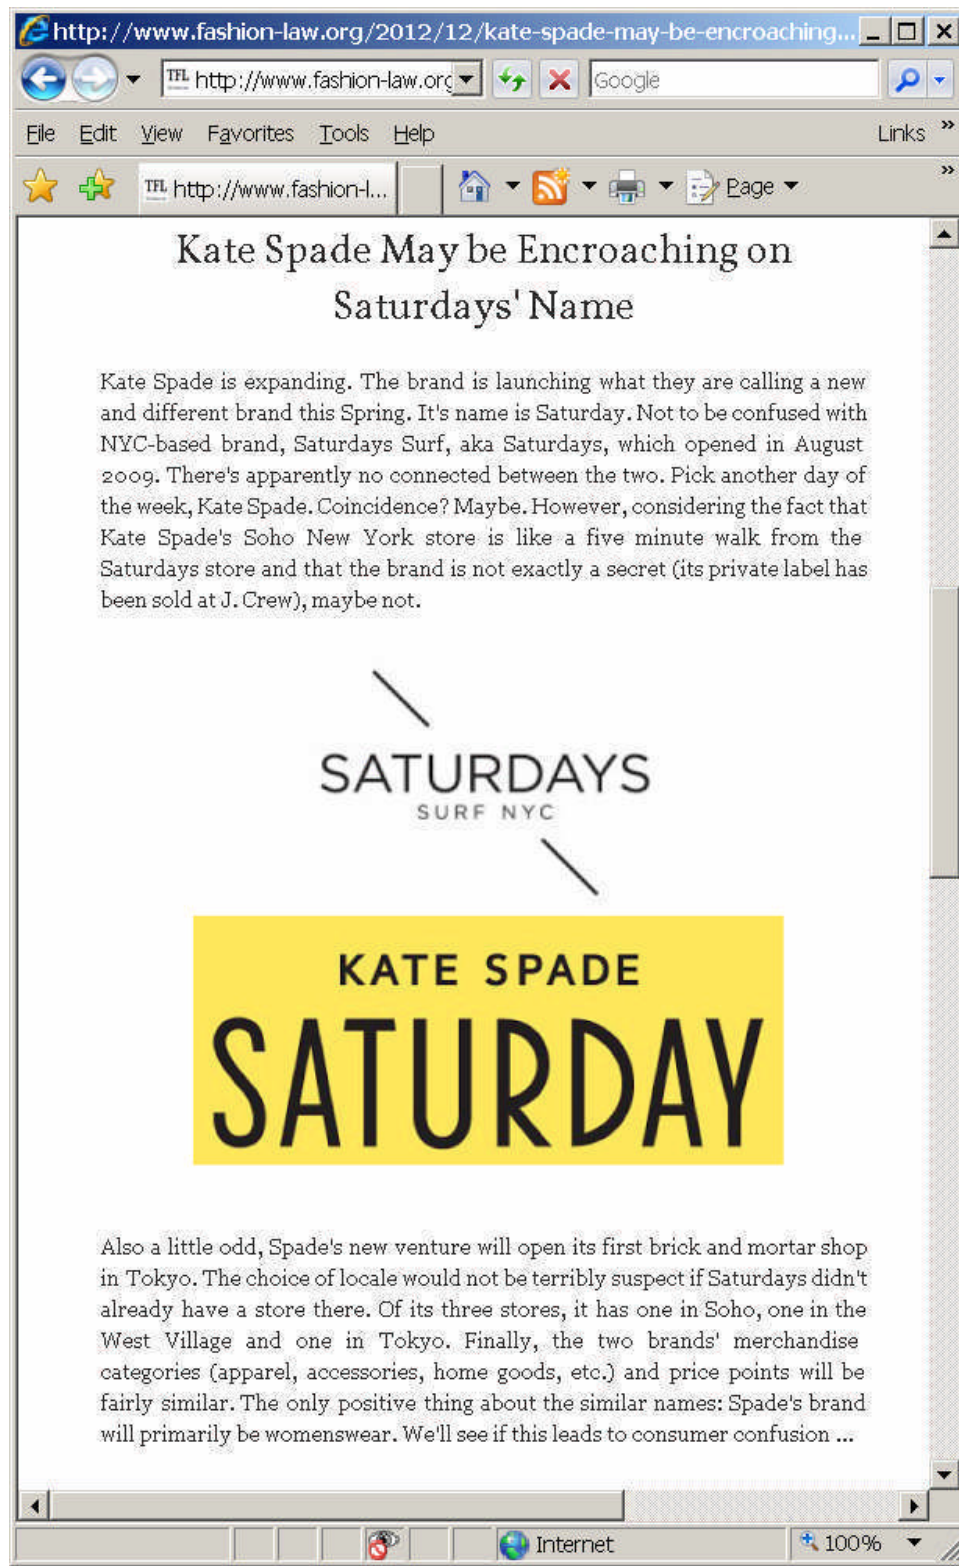 http://www.fashion-law.org/2012/12/kate-spade-may-be-encroaching...
TFL http://www.fashion-law.org
Google
File Edit View Favorites Tools Help Links »
TFL http://www.fashion-l... Page »
Kate Spade May be Encroaching on
Saturdays' Name
Kate Spade is expanding. The brand is launching what they are calling a new
and different brand this Spring. It's name is Saturday. Not to be confused with
NYC-based brand, Saturdays Surf, aka Saturdays, which opened in August
2009. There's apparently no connected between the two. Pick another day of
the week, Kate Spade. Coincidence? Maybe. However, considering the fact that
Kate Spade's Soho New York store is like a five minute walk from the
Saturdays store and that the brand is not exactly a secret (its private label has
been sold at J. Crew), maybe not.
SATURDAYS
SURF NYC
KATE SPADE
SATURDAY
Also a little odd, Spade's new venture will open its first brick and mortar shop
in Tokyo. The choice of locale would not be terribly suspect if Saturdays didn't
already have a store there. Of its three stores, it has one in Soho, one in the
West Village and one in Tokyo. Finally, the two brands' merchandise
categories (apparel, accessories, home goods, etc.) and price points will be
fairly similar. The only positive thing about the similar names: Spade's brand
will primarily be womenswear. We'll see if this leads to consumer confusion ...
Internet 100%